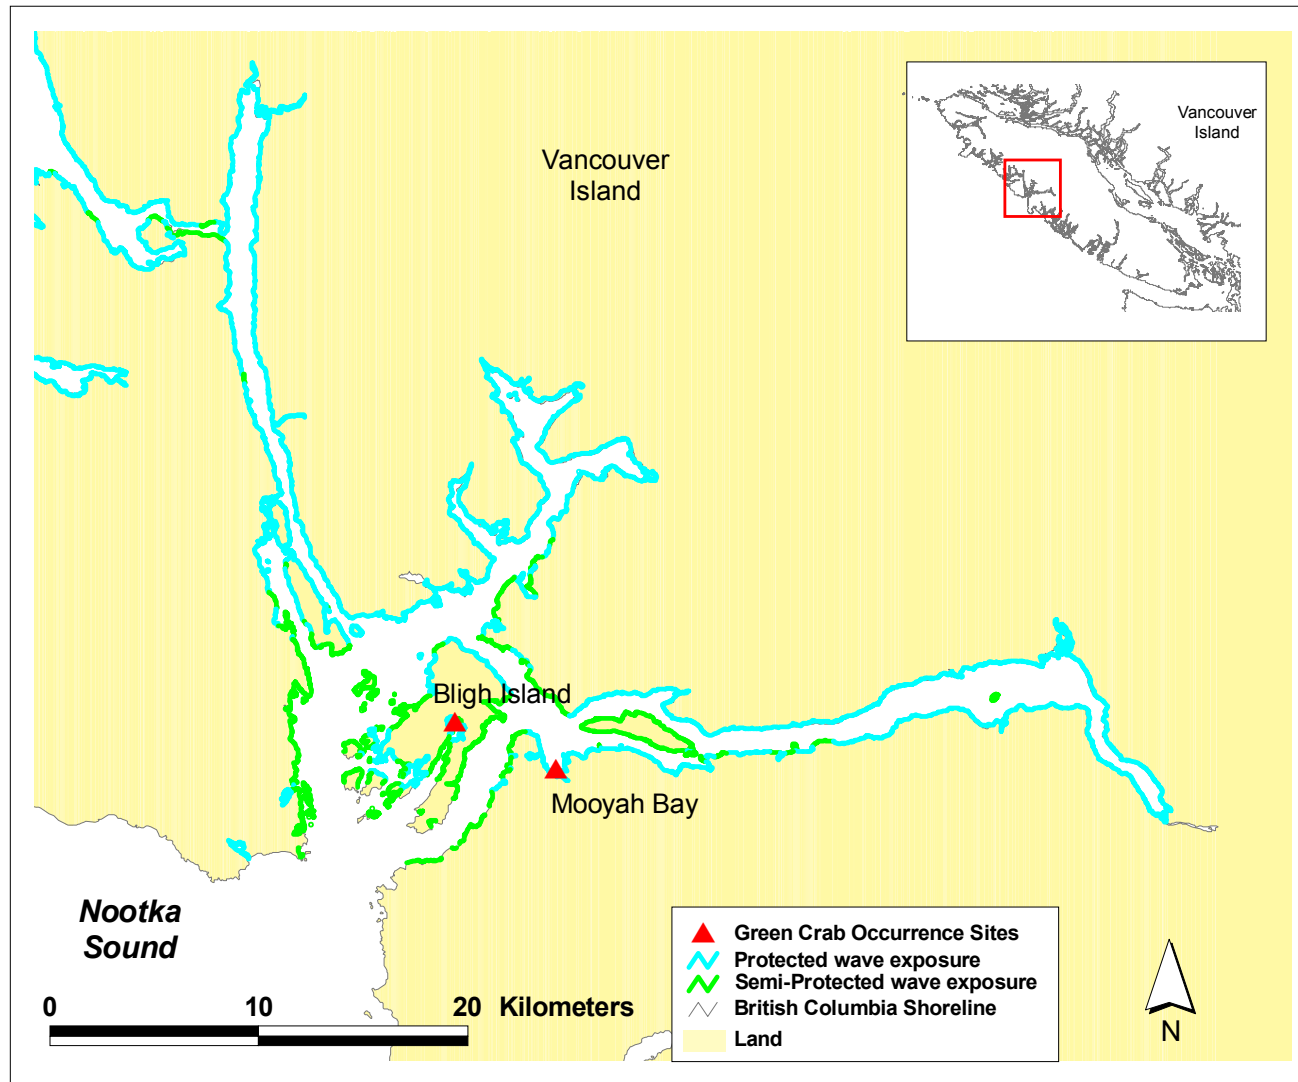 Vancouver
Island
Vancouver
Island
Bligh Island
Mooyah Bay
Nootka
Sound
Green Crab Occurrence Sites
Protected wave exposure
Semi-Protected wave exposure
British Columbia Shoreline
Land
0 10 20 Kilometers
N